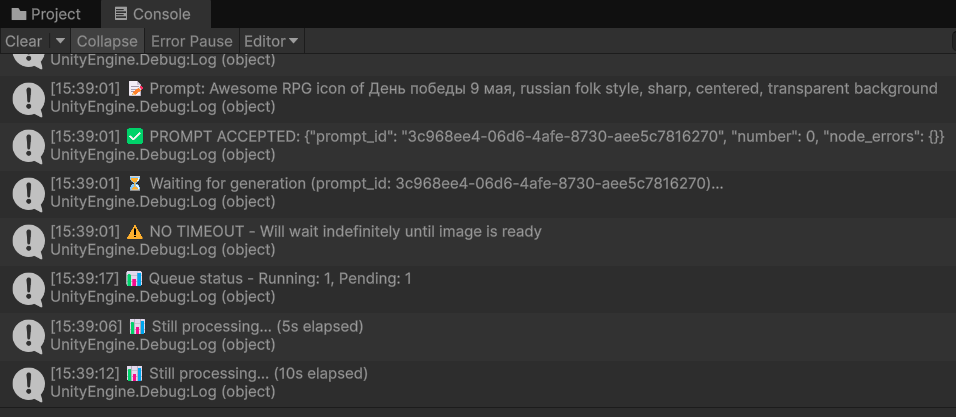 Project
Console
Clear
Collapse
Error Pause
Editor
UnityEngine.Debug:Log (object)
[15:39:01] 📝 Prompt: Awesome RPG icon of День победы 9 мая, russian folk style, sharp, centered, transparent background
UnityEngine.Debug:Log (object)
[15:39:01] ✅ PROMPT ACCEPTED: {"prompt_id": "3c968ee4-06d6-4afe-8730-aee5c7816270", "number": 0, "node_errors": {}}
UnityEngine.Debug:Log (object)
[15:39:01] ⏳ Waiting for generation (prompt_id: 3c968ee4-06d6-4afe-8730-aee5c7816270)...
UnityEngine.Debug:Log (object)
[15:39:01] ⚠️ NO TIMEOUT - Will wait indefinitely until image is ready
UnityEngine.Debug:Log (object)
[15:39:17] 📊 Queue status - Running: 1, Pending: 1
UnityEngine.Debug:Log (object)
[15:39:06] 📊 Still processing... (5s elapsed)
UnityEngine.Debug:Log (object)
[15:39:12] 📊 Still processing... (10s elapsed)
UnityEngine.Debug:Log (object)